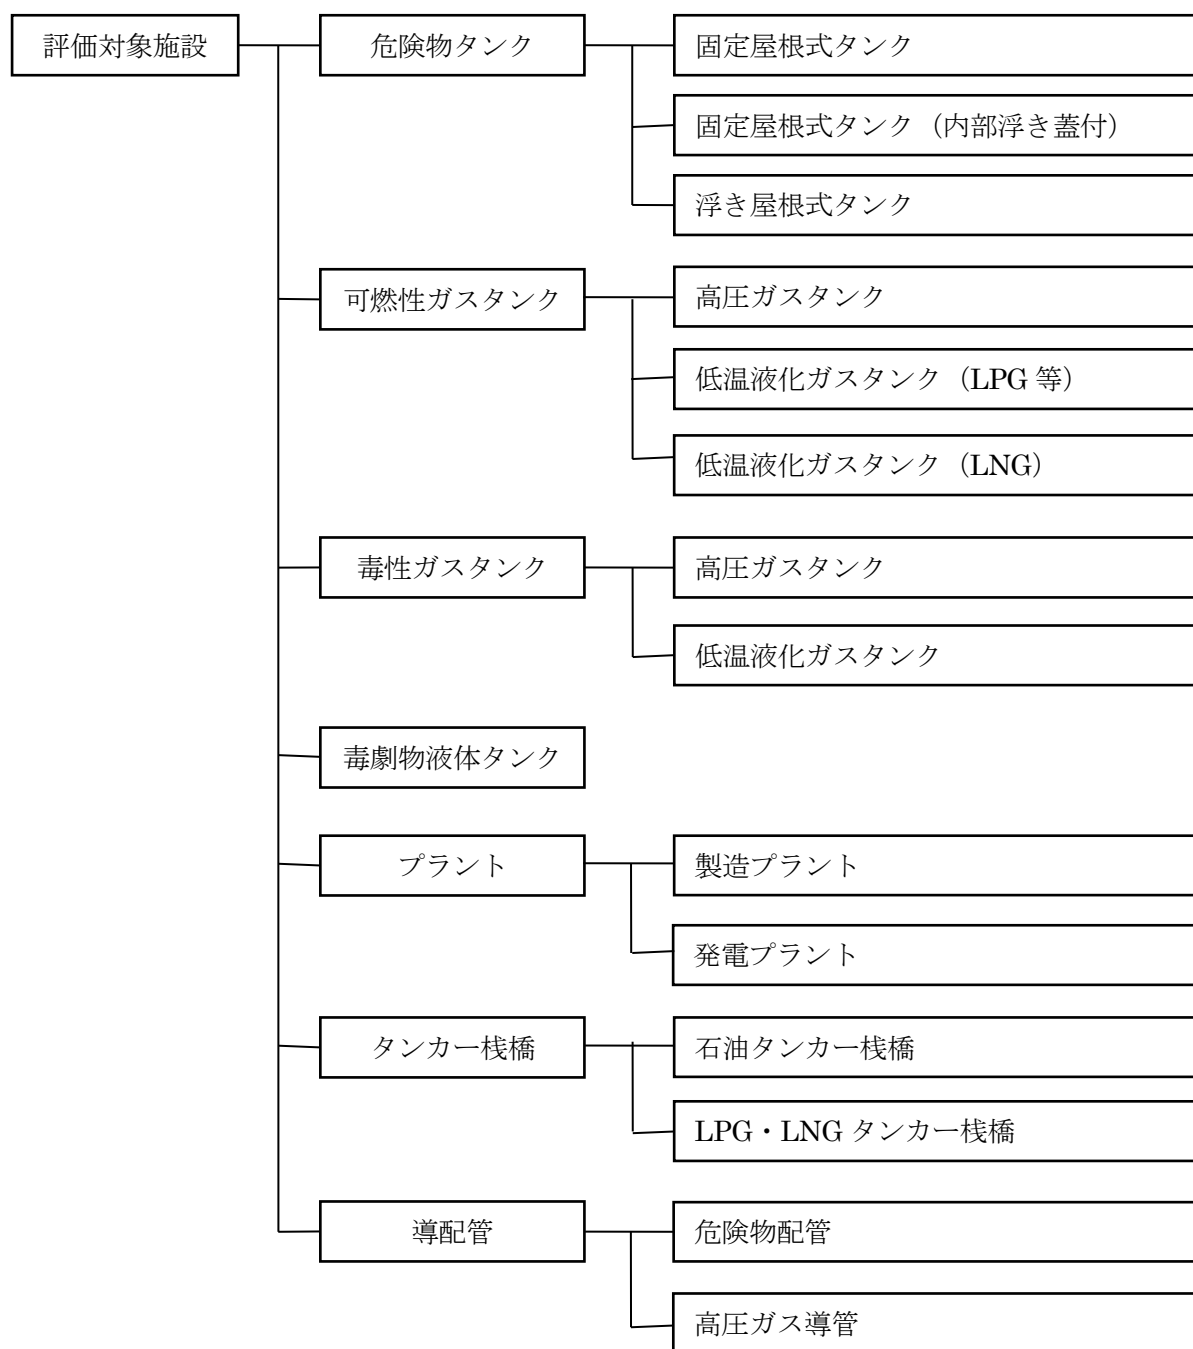 評価対象施設
危険物タンク
固定屋根式タンク
固定屋根式タンク（内部浮き蓋付）
浮き屋根式タンク
可燃性ガスタンク
高圧ガスタンク
低温液化ガスタンク（LPG 等）
低温液化ガスタンク（LNG）
毒性ガスタンク
高圧ガスタンク
低温液化ガスタンク
毒劇物液体タンク
プラント
製造プラント
発電プラント
タンカー桟橋
石油タンカー桟橋
LPG・LNG タンカー桟橋
導配管
危険物配管
高圧ガス導管